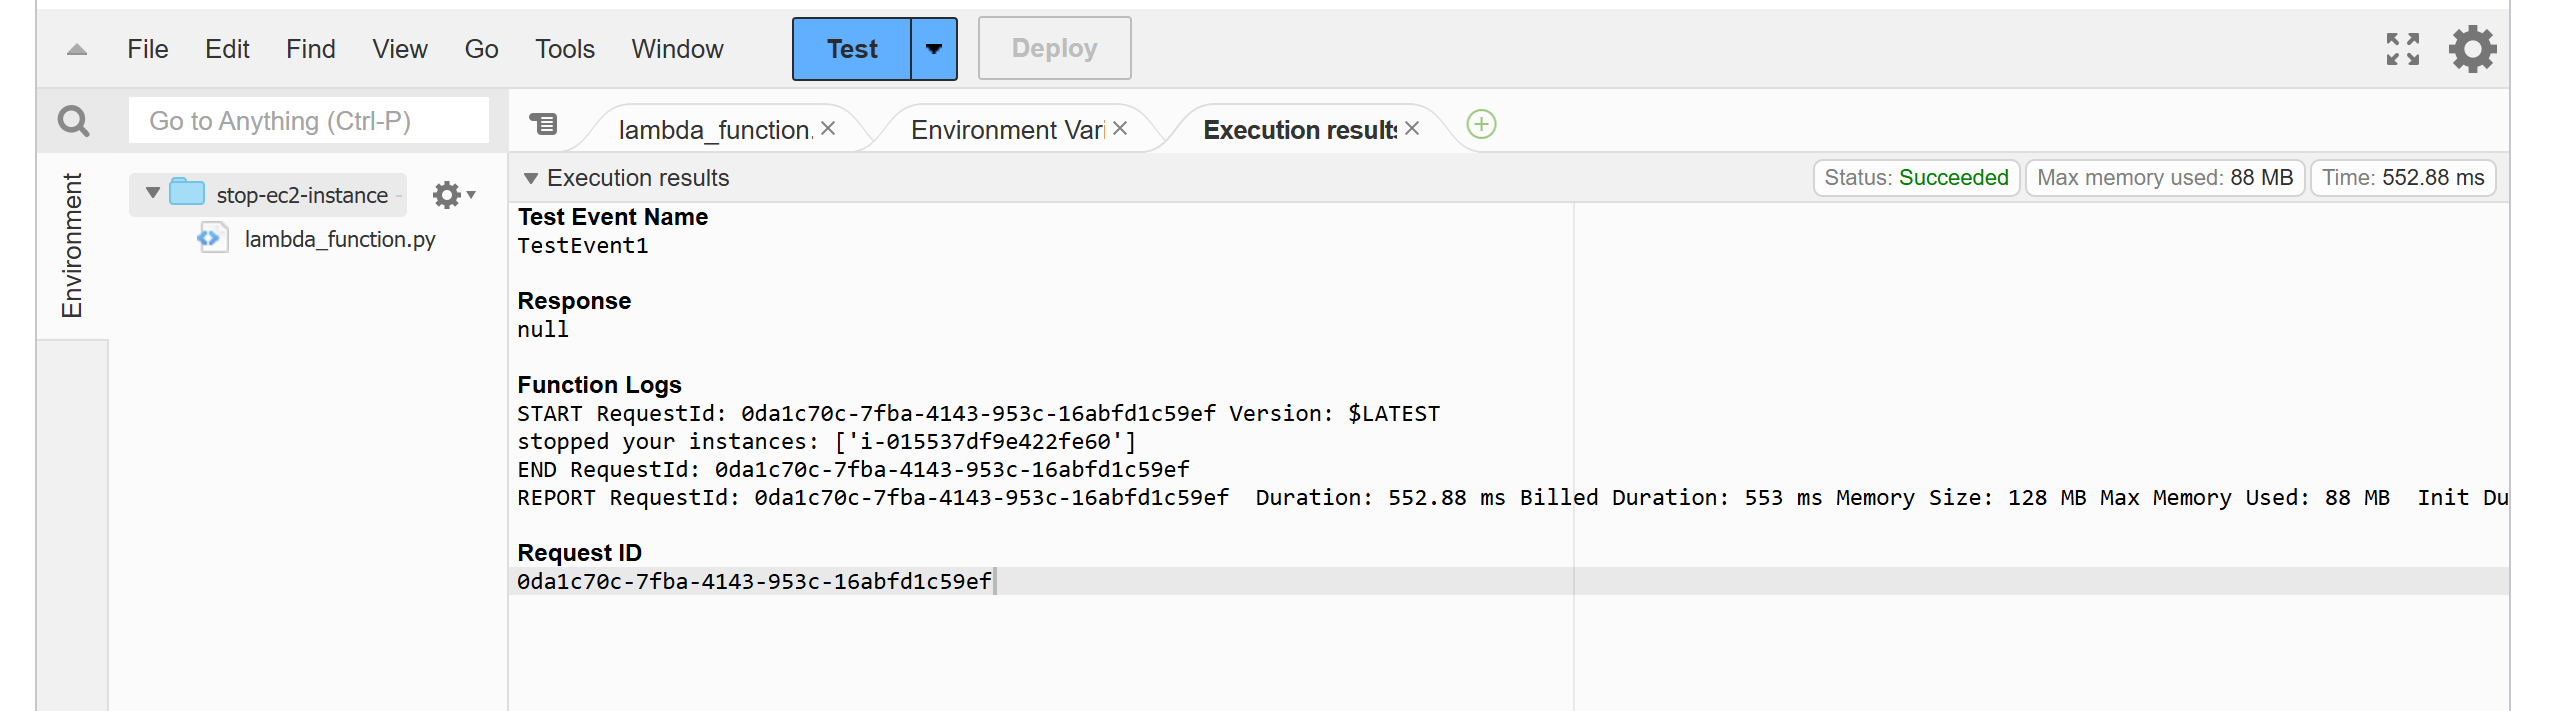 File Edit Find View Go Tools Window Test Deploy
Go to Anything (Ctrl-P)
lambda_function. Environment Vari Execution results
Environment
stop-ec2-instance -
lambda_function.py
Execution results
Status: Succeeded Max memory used: 88 MB Time: 552.88 ms
Test Event Name
TestEvent1
Response
null
Function Logs
START RequestId: 0da1c70c-7fba-4143-953c-16abfd1c59ef Version: $LATEST
stopped your instances: ['i-015537df9e422fe60']
END RequestId: 0da1c70c-7fba-4143-953c-16abfd1c59ef
REPORT RequestId: 0da1c70c-7fba-4143-953c-16abfd1c59ef Duration: 552.88 ms Billed Duration: 553 ms Memory Size: 128 MB Max Memory Used: 88 MB Init Du
Request ID
0da1c70c-7fba-4143-953c-16abfd1c59ef